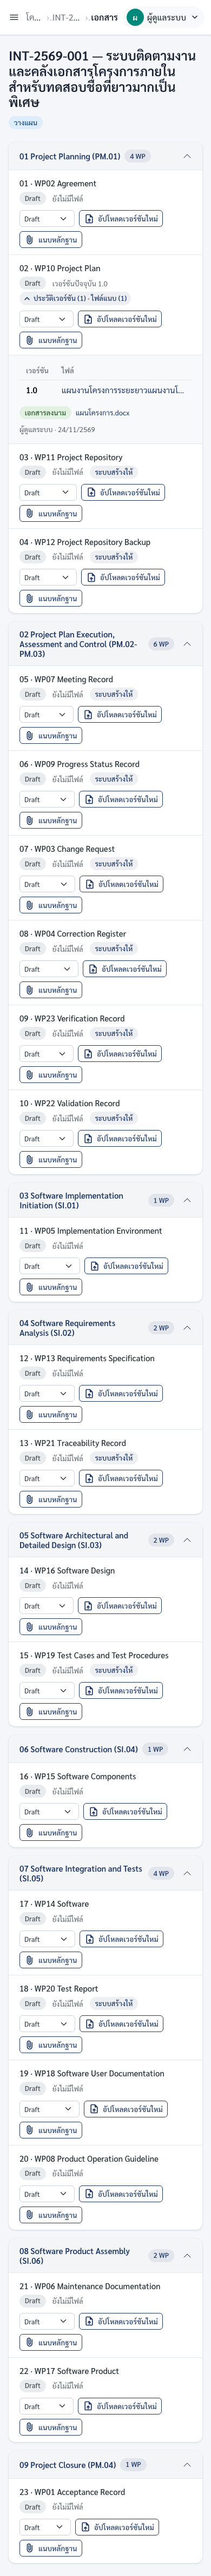 โค... › INT-2... › เอกสาร ผ ผู้ดูแลระบบ
INT-2569-001 — ระบบติดตามงาน
และคลังเอกสารโครงการภายใน
สำหรับทดสอบชื่อที่ยาวมากเป็น
พิเศษ
วางแผน
01 Project Planning (PM.01) 4 WP
01 · WP02 Agreement
Draft ยังไม่มีไฟล์
Draft อัปโหลดเวอร์ชันใหม่
แนบหลักฐาน
02 · WP10 Project Plan
Draft เวอร์ชันปัจจุบัน 1.0
ประวัติเวอร์ชัน (1) · ไฟล์แนบ (1)
Draft อัปโหลดเวอร์ชันใหม่
แนบหลักฐาน
เวอร์ชัน ไฟล์
1.0 แผนงานโครงการระยะยาวแผนงานโ...
เอกสารลงนาม แผนโครงการ.docx
ผู้ดูแลระบบ · 24/11/2569
03 · WP11 Project Repository
Draft ยังไม่มีไฟล์ ระบบสร้างให้
Draft อัปโหลดเวอร์ชันใหม่
แนบหลักฐาน
04 · WP12 Project Repository Backup
Draft ยังไม่มีไฟล์ ระบบสร้างให้
Draft อัปโหลดเวอร์ชันใหม่
แนบหลักฐาน
02 Project Plan Execution,
Assessment and Control (PM.02-
PM.03) 6 WP
05 · WP07 Meeting Record
Draft ยังไม่มีไฟล์ ระบบสร้างให้
Draft อัปโหลดเวอร์ชันใหม่
แนบหลักฐาน
06 · WP09 Progress Status Record
Draft ยังไม่มีไฟล์ ระบบสร้างให้
Draft อัปโหลดเวอร์ชันใหม่
แนบหลักฐาน
07 · WP03 Change Request
Draft ยังไม่มีไฟล์ ระบบสร้างให้
Draft อัปโหลดเวอร์ชันใหม่
แนบหลักฐาน
08 · WP04 Correction Register
Draft ยังไม่มีไฟล์ ระบบสร้างให้
Draft อัปโหลดเวอร์ชันใหม่
แนบหลักฐาน
09 · WP23 Verification Record
Draft ยังไม่มีไฟล์ ระบบสร้างให้
Draft อัปโหลดเวอร์ชันใหม่
แนบหลักฐาน
10 · WP22 Validation Record
Draft ยังไม่มีไฟล์ ระบบสร้างให้
Draft อัปโหลดเวอร์ชันใหม่
แนบหลักฐาน
03 Software Implementation
Initiation (SI.01) 1 WP
11 · WP05 Implementation Environment
Draft ยังไม่มีไฟล์
Draft อัปโหลดเวอร์ชันใหม่
แนบหลักฐาน
04 Software Requirements
Analysis (SI.02) 2 WP
12 · WP13 Requirements Specification
Draft ยังไม่มีไฟล์
Draft อัปโหลดเวอร์ชันใหม่
แนบหลักฐาน
13 · WP21 Traceability Record
Draft ยังไม่มีไฟล์ ระบบสร้างให้
Draft อัปโหลดเวอร์ชันใหม่
แนบหลักฐาน
05 Software Architectural and
Detailed Design (SI.03) 2 WP
14 · WP16 Software Design
Draft ยังไม่มีไฟล์
Draft อัปโหลดเวอร์ชันใหม่
แนบหลักฐาน
15 · WP19 Test Cases and Test Procedures
Draft ยังไม่มีไฟล์ ระบบสร้างให้
Draft อัปโหลดเวอร์ชันใหม่
แนบหลักฐาน
06 Software Construction (SI.04) 1 WP
16 · WP15 Software Components
Draft ยังไม่มีไฟล์
Draft อัปโหลดเวอร์ชันใหม่
แนบหลักฐาน
07 Software Integration and Tests
(SI.05) 4 WP
17 · WP14 Software
Draft ยังไม่มีไฟล์
Draft อัปโหลดเวอร์ชันใหม่
แนบหลักฐาน
18 · WP20 Test Report
Draft ยังไม่มีไฟล์ ระบบสร้างให้
Draft อัปโหลดเวอร์ชันใหม่
แนบหลักฐาน
19 · WP18 Software User Documentation
Draft ยังไม่มีไฟล์
Draft อัปโหลดเวอร์ชันใหม่
แนบหลักฐาน
20 · WP08 Product Operation Guideline
Draft ยังไม่มีไฟล์
Draft อัปโหลดเวอร์ชันใหม่
แนบหลักฐาน
08 Software Product Assembly
(SI.06) 2 WP
21 · WP06 Maintenance Documentation
Draft ยังไม่มีไฟล์
Draft อัปโหลดเวอร์ชันใหม่
แนบหลักฐาน
22 · WP17 Software Product
Draft ยังไม่มีไฟล์
Draft อัปโหลดเวอร์ชันใหม่
แนบหลักฐาน
09 Project Closure (PM.04) 1 WP
23 · WP01 Acceptance Record
Draft ยังไม่มีไฟล์
Draft อัปโหลดเวอร์ชันใหม่
แนบหลักฐาน